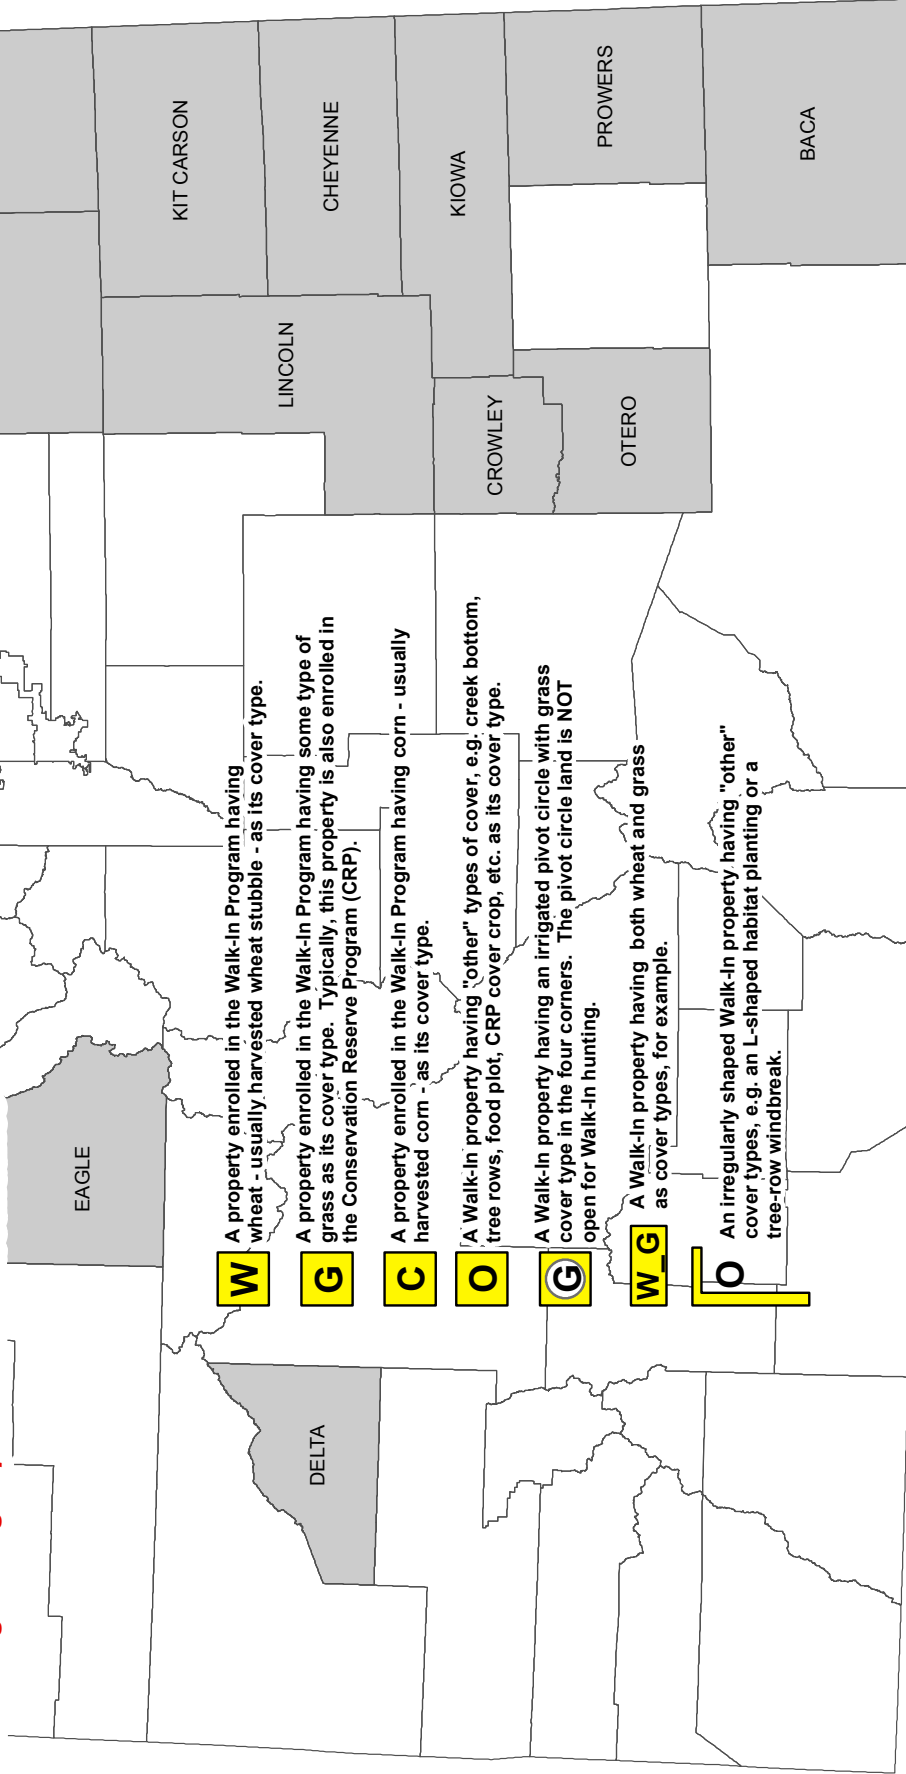 KIT CARSON
CHEYENNE
KIOWA
PROWERS
BACA
LINCOLN
CROWLEY
OTERO
EAGLE
DELTA
W
A property enrolled in the Walk-In Program having
wheat - usually harvested wheat stubble - as its cover type.
G
A property enrolled in the Walk-In Program having some type of
grass as its cover type. Typically, this property is also enrolled in
the Conservation Reserve Program (CRP).
C
A property enrolled in the Walk-In Program having corn - usually
harvested corn - as its cover type.
O
A Walk-In property having "other" types of cover, e.g. creek bottom,
tree rows, food plot, CRP cover crop, etc. as its cover type.
G
A Walk-In property having an irrigated pivot circle with grass
cover type in the four corners. The pivot circle land is NOT
open for Walk-In hunting.
W_G
A Walk-In property having both wheat and grass
as cover types, for example.
O
An irregularly shaped Walk-In property having "other"
cover types, e.g. an L-shaped habitat planting or a
tree-row windbreak.